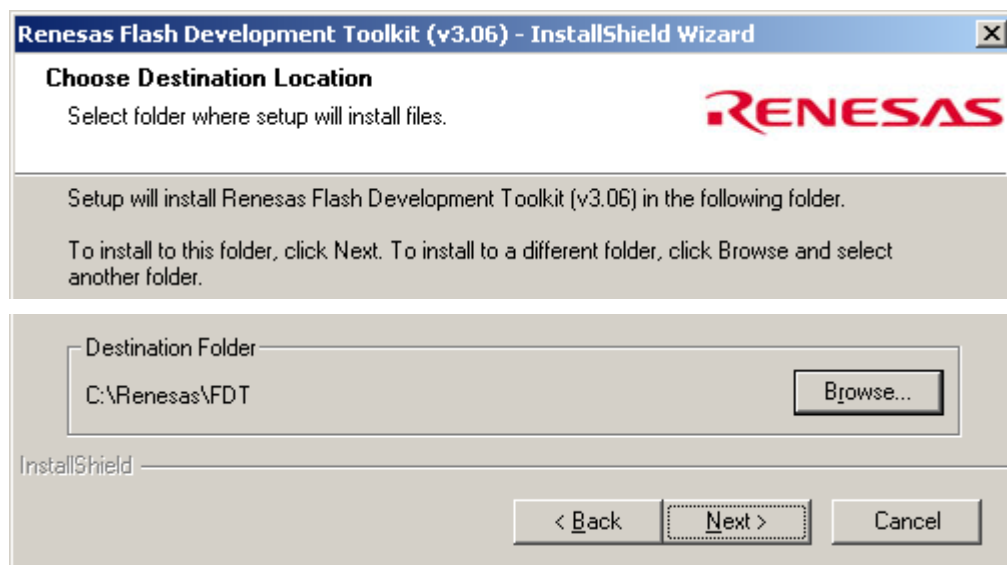 Renesas Flash Development Toolkit (v3.06) - InstallShield Wizard
Choose Destination Location
Select folder where setup will install files.
RENESAS
Setup will install Renesas Flash Development Toolkit (v3.06) in the following folder.
To install to this folder, click Next. To install to a different folder, click Browse and select
another folder.
Destination Folder
C:\Renesas\FDT
Browse...
InstallShield
< Back
Next >
Cancel